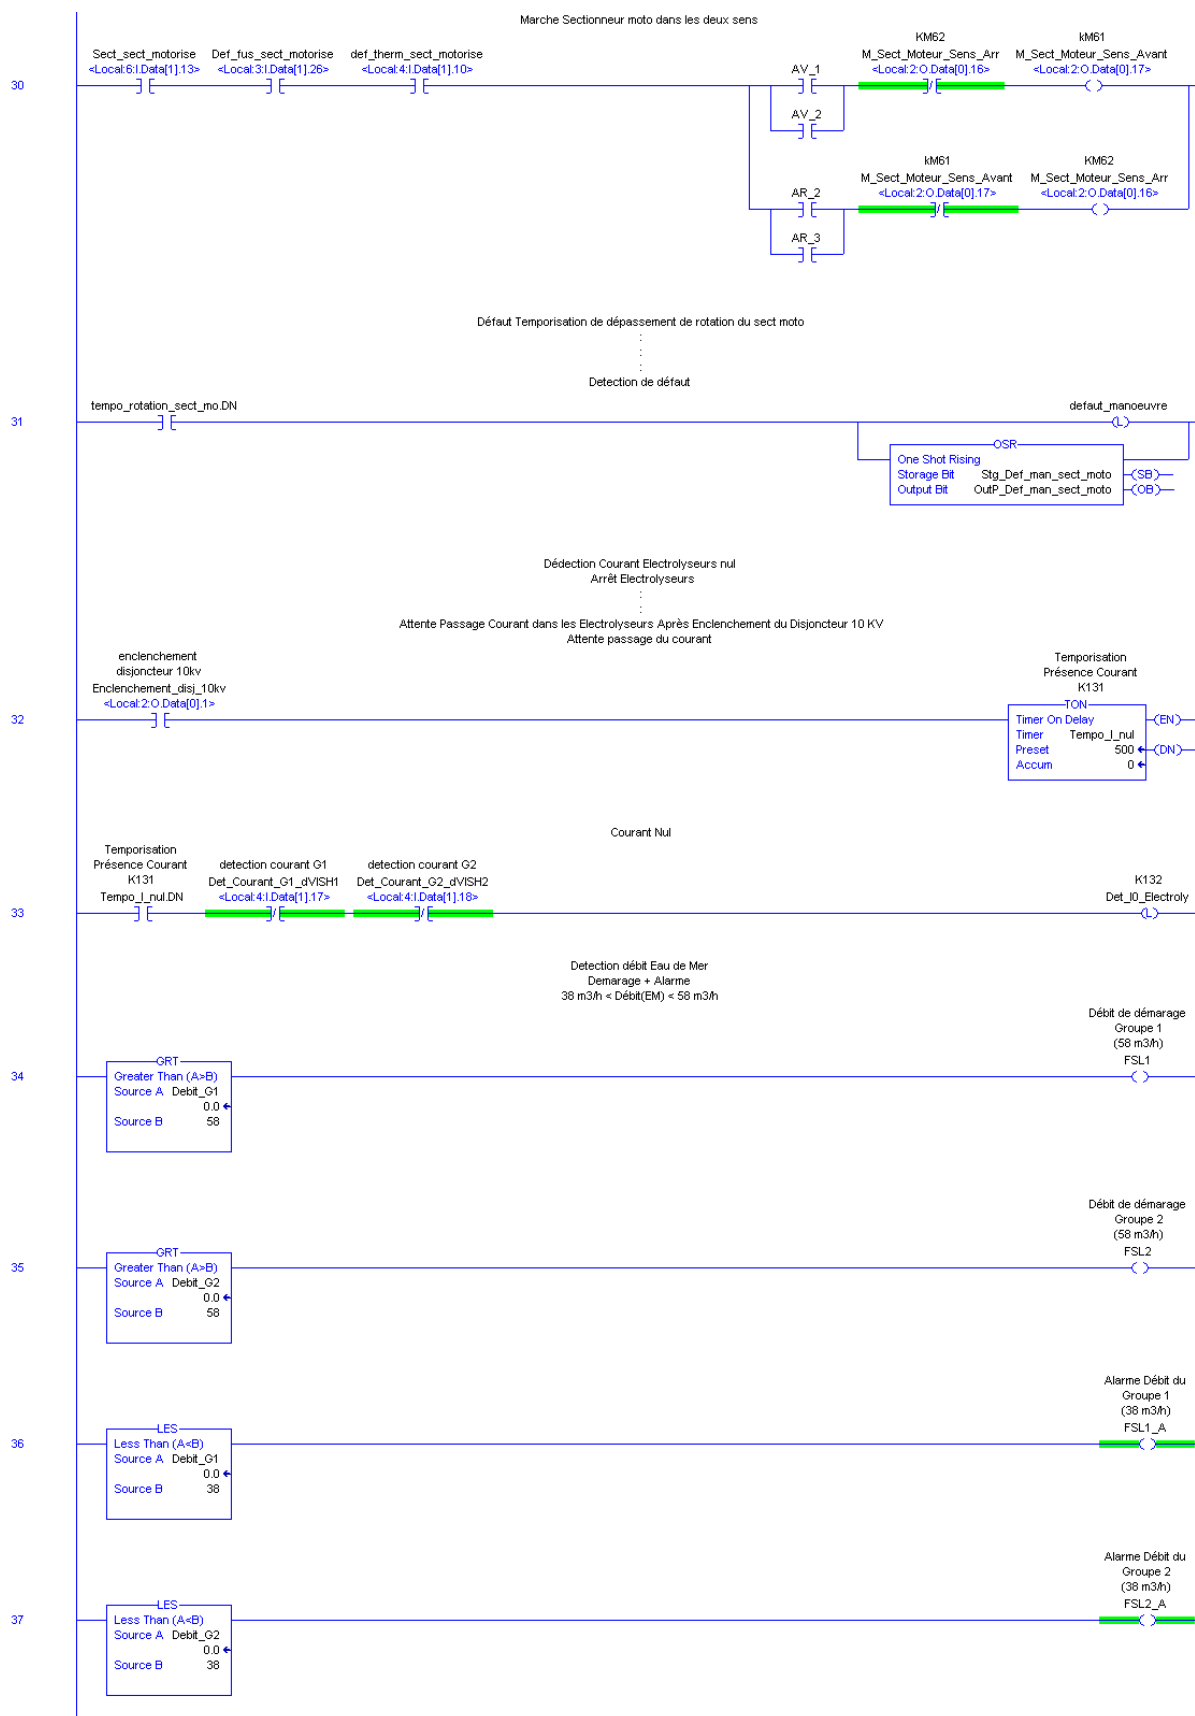 Marche Sectionneur moto dans les deux sens
Sect_sect_motorise
<Local:6:I.Data[1].13>
Def_fus_sect_motorise
<Local:3:I.Data[1].26>
def_therm_sect_motorise
<Local:4:I.Data[1].10>
AV_1
KM62
M_Sect_Moteur_Sens_Arr
<Local:2:O.Data[0].16>
kM61
M_Sect_Moteur_Sens_Avant
<Local:2:O.Data[0].17>
30
AV_2
AR_2
kM61
M_Sect_Moteur_Sens_Avant
<Local:2:O.Data[0].17>
KM62
M_Sect_Moteur_Sens_Arr
<Local:2:O.Data[0].16>
AR_3
Défaut Temporisation de dépassement de rotation du sect moto
:
:
:
Detection de défaut
tempo_rotation_sect_mo.DN
defaut_manoeuvre
31
(L)
OSR
One Shot Rising
Storage Bit Stg_Def_man_sect_moto
(SB)
Output Bit OutP_Def_man_sect_moto
(OB)
Dédection Courant Electrolyseurs nul
Arrêt Electrolyseurs
:
:
Attente Passage Courant dans les Electrolyseurs Après Enclenchement du Disjoncteur 10 KV
Attente passage du courant
enclenchement
disjoncteur 10kv
Enclenchement_disj_10kv
<Local:2:O.Data[0].1>
Temporisation
Présence Courant
K131
32
TON
Timer On Delay
(EN)
Timer Tempo_I_nul
Preset 500
(DN)
Accum 0
Courant Nul
Temporisation
Présence Courant
K131
Tempo_I_nul.DN
detection courant G1
Det_Courant_G1_dVISH1
<Local:4:I.Data[1].17>
detection courant G2
Det_Courant_G2_dVISH2
<Local:4:I.Data[1].18>
K132
Det_I0_Electroly
33
(L)
Detection débit Eau de Mer
Demarage + Alarme
38 m3/h < Débit(EM) < 58 m3/h
Débit de démarage
Groupe 1
(58 m3/h)
FSL1
34
GRT
Greater Than (A>B)
Source A Debit_G1
0.0
Source B 58
Débit de démarage
Groupe 2
(58 m3/h)
FSL2
35
GRT
Greater Than (A>B)
Source A Debit_G2
0.0
Source B 58
Alarme Débit du
Groupe 1
(38 m3/h)
FSL1_A
36
LES
Less Than (A<B)
Source A Debit_G1
0.0
Source B 38
Alarme Débit du
Groupe 2
(38 m3/h)
FSL2_A
37
LES
Less Than (A<B)
Source A Debit_G2
0.0
Source B 38